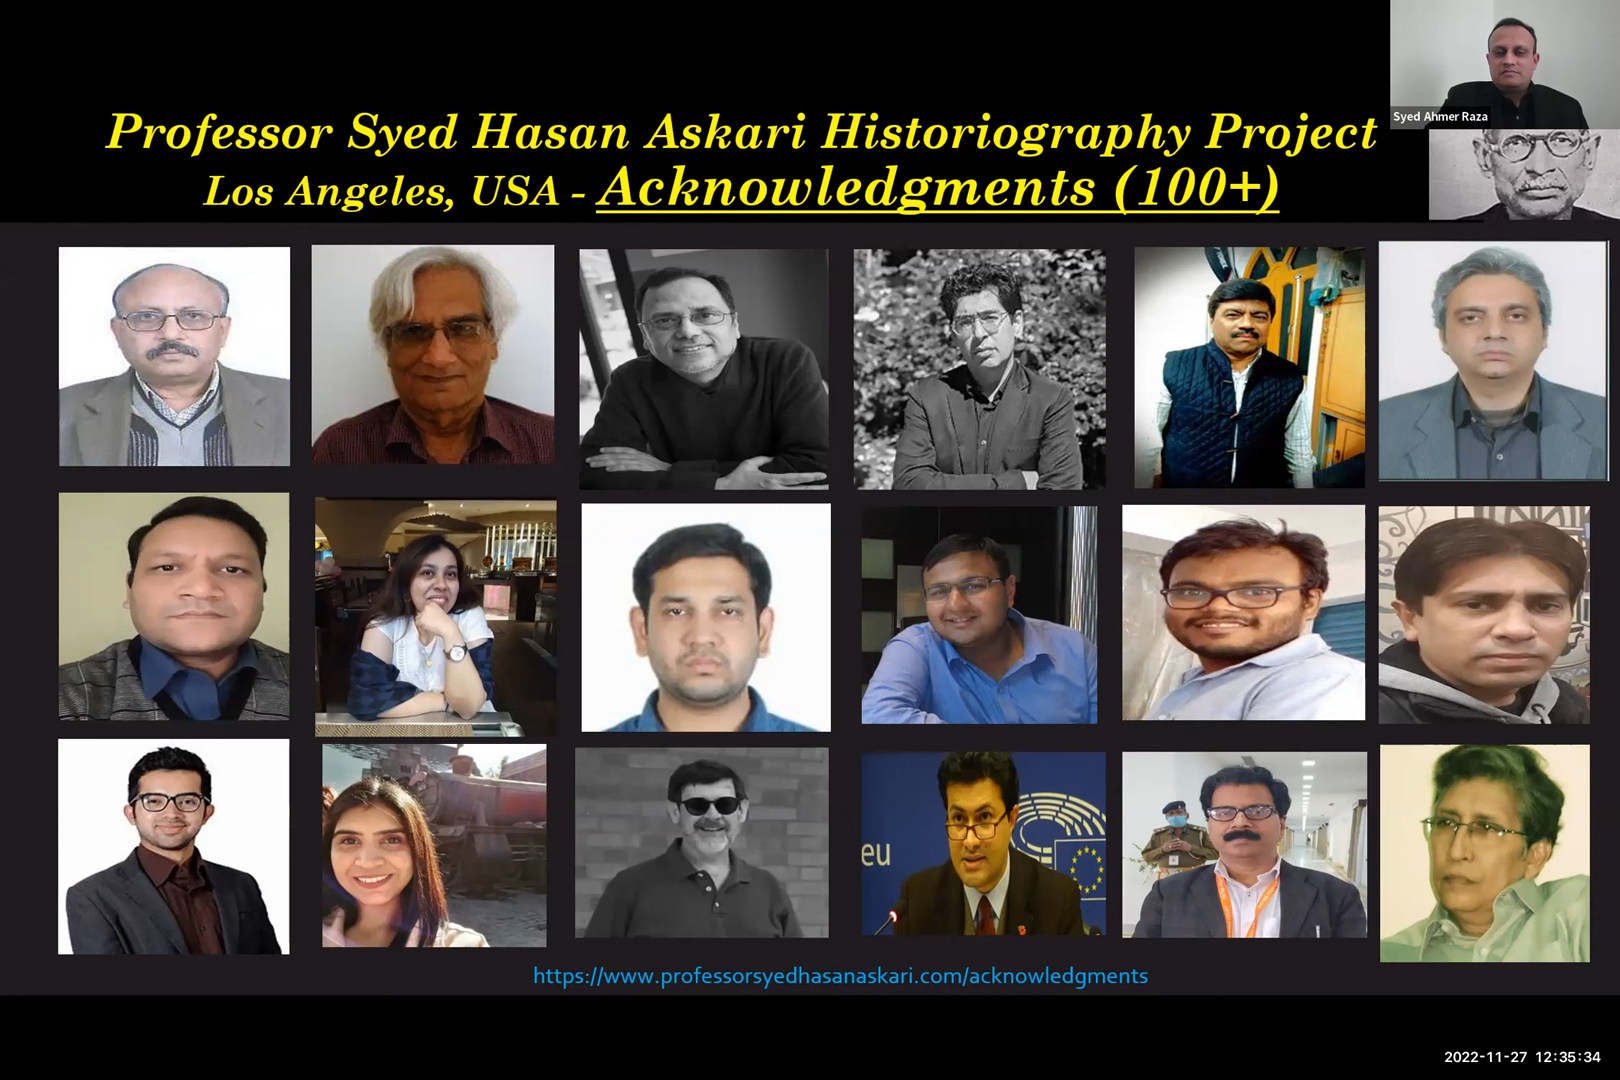 Syed Ahmer Raza
Professor Syed Hasan Askari Historiography Project
Los Angeles, USA - Acknowledgments (100+)
eu
https://www.professorsyedhasanaskari.com/acknowledgments
2022-11-27 12:35:34